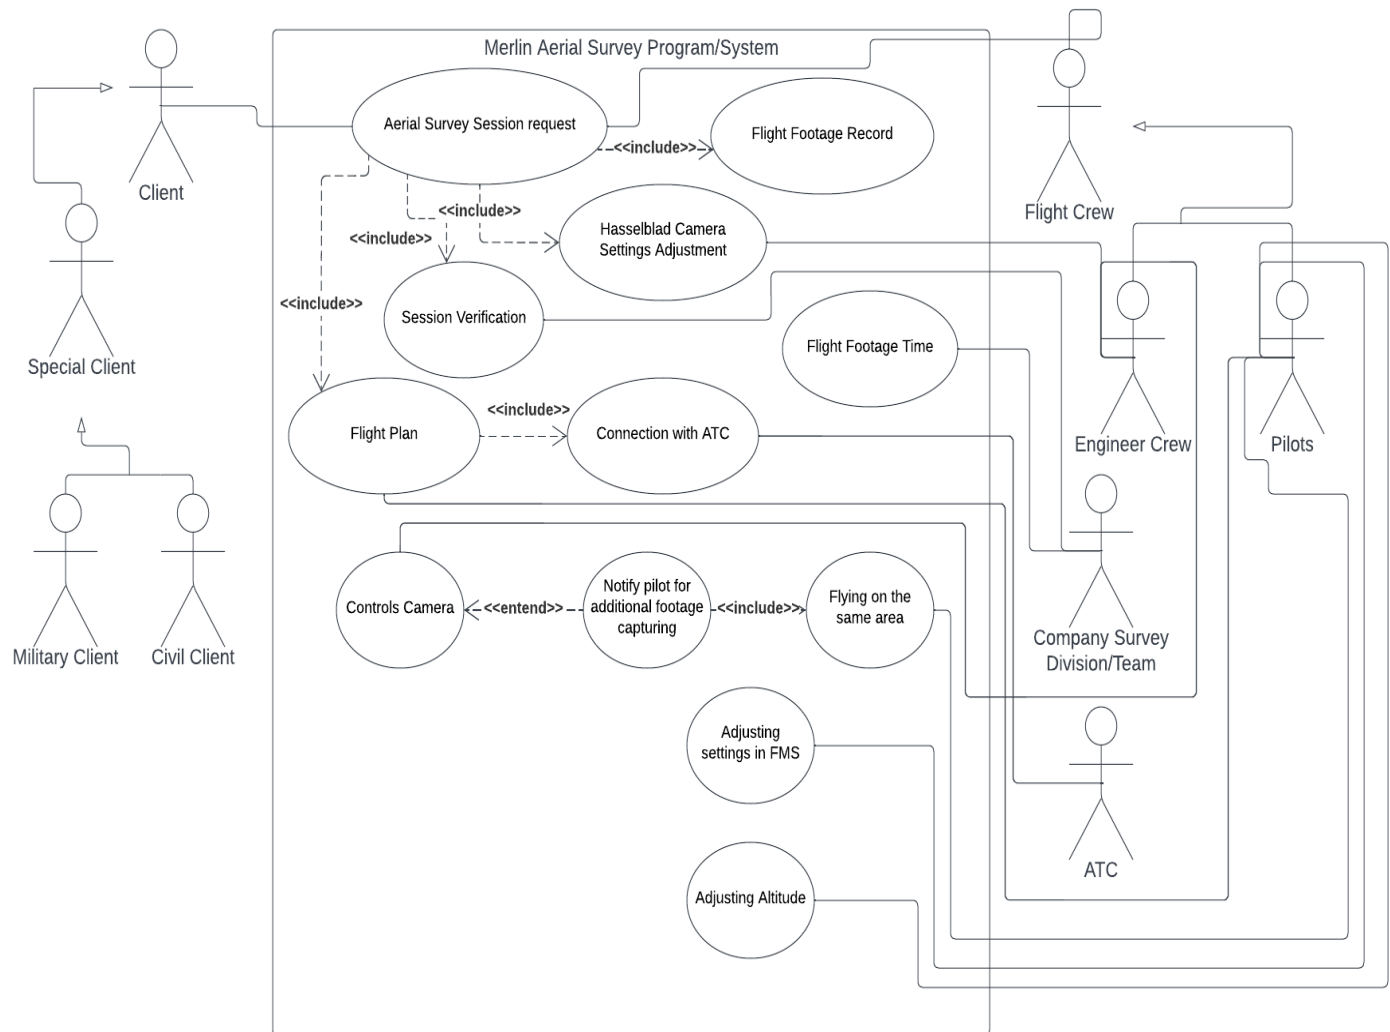 Merlin Aerial Survey Program/System
Aerial Survey Session request
Flight Footage Record
<<include>>
Client
Flight Crew
<<include>>
Hasselblad Camera
Settings Adjustment
<<include>>
<<include>>
Session Verification
Flight Footage Time
Special Client
<<include>>
Flight Plan
Connection with ATC
Engineer Crew
Pilots
Controls Camera
<<entend>>
Notify pilot for
additional footage
capturing
<<include>>
Flying on the
same area
Company Survey
Division/Team
Military Client
Civil Client
Adjusting
settings in FMS
ATC
Adjusting Altitude